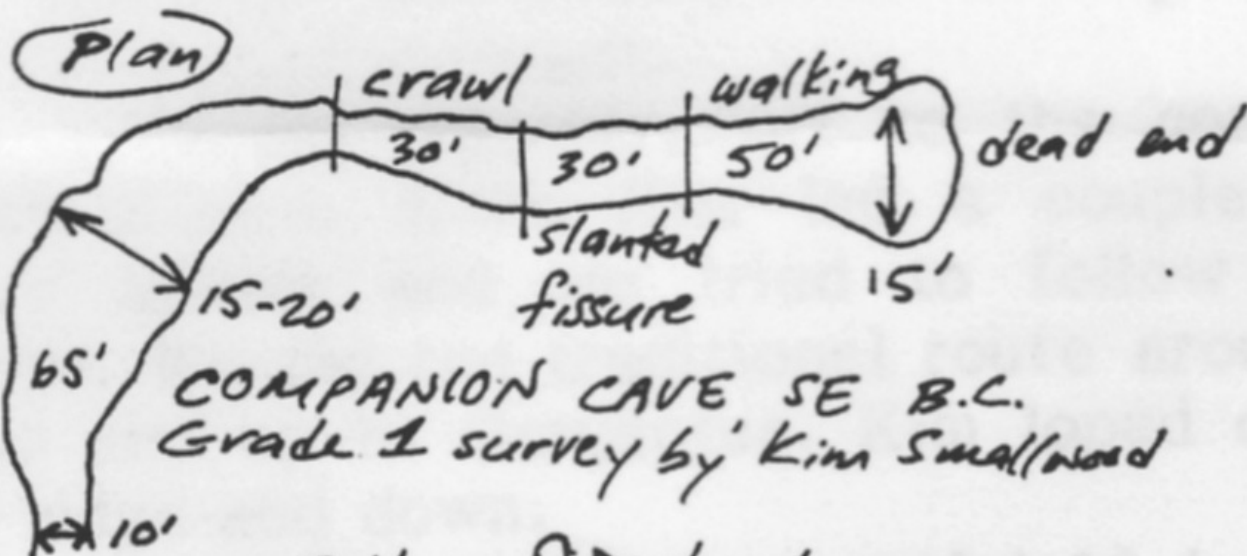 Plan
crawl
walking
30'
30'
50'
dead end
slanted
fissure
15'
15-20'
65'
COMPANION CAVE SE B.C.
Grade 1 survey by Kim Smallwood
10'